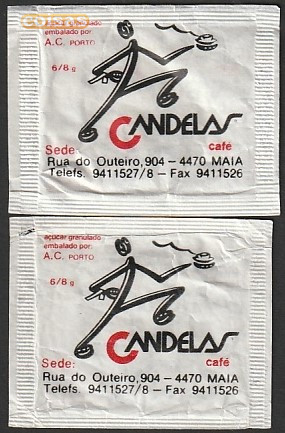 açúcar granulado
embalado por
A.C. PORTO
6/8 g
CANDELAS
café
Sede:
Rua do Outeiro, 904 – 4470 MAIA
Telefs. 9411527/8 – Fax 9411526
açúcar granulado
embalado por:
A.C. PORTO
6/8 g
CANDELAS
café
Sede:
Rua do Outeiro, 904 – 4470 MAIA
Telefs. 9411527/8 – Fax 9411526